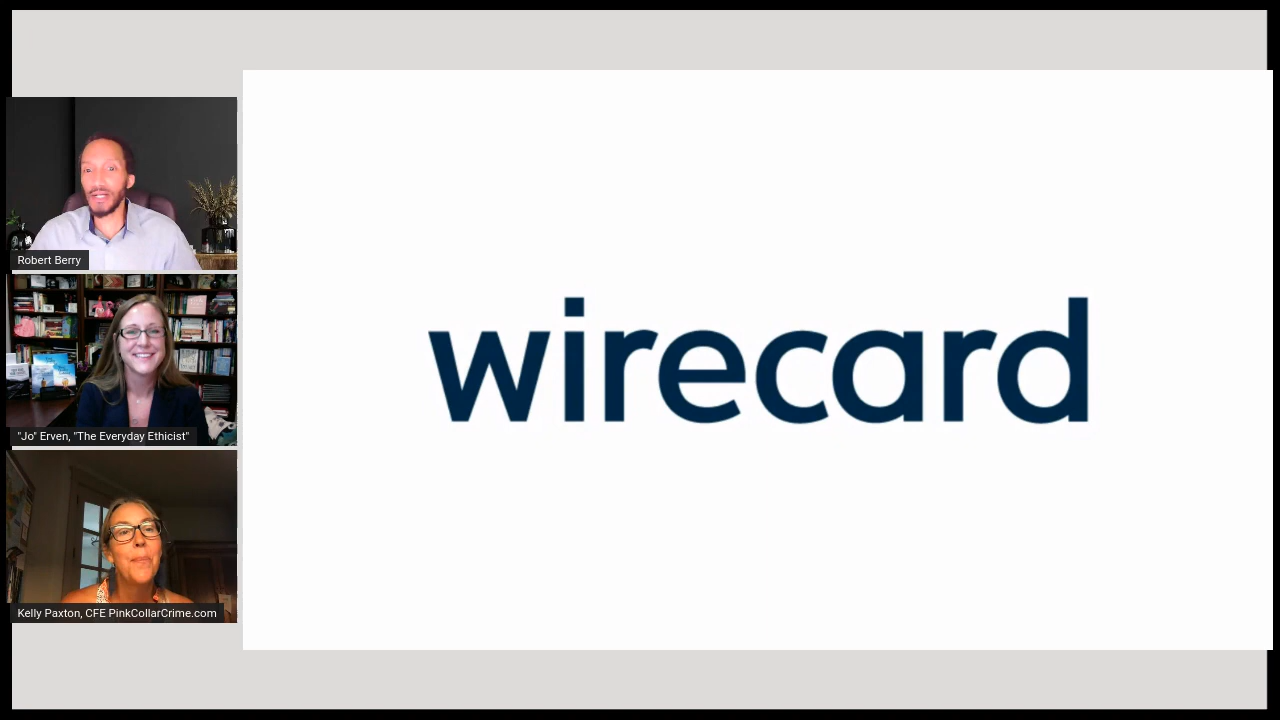 Robert Berry
"Jo" Erven, "The Everyday Ethicist"
Kelly Paxton, CFE PinkCollarCrime.com
wirecard